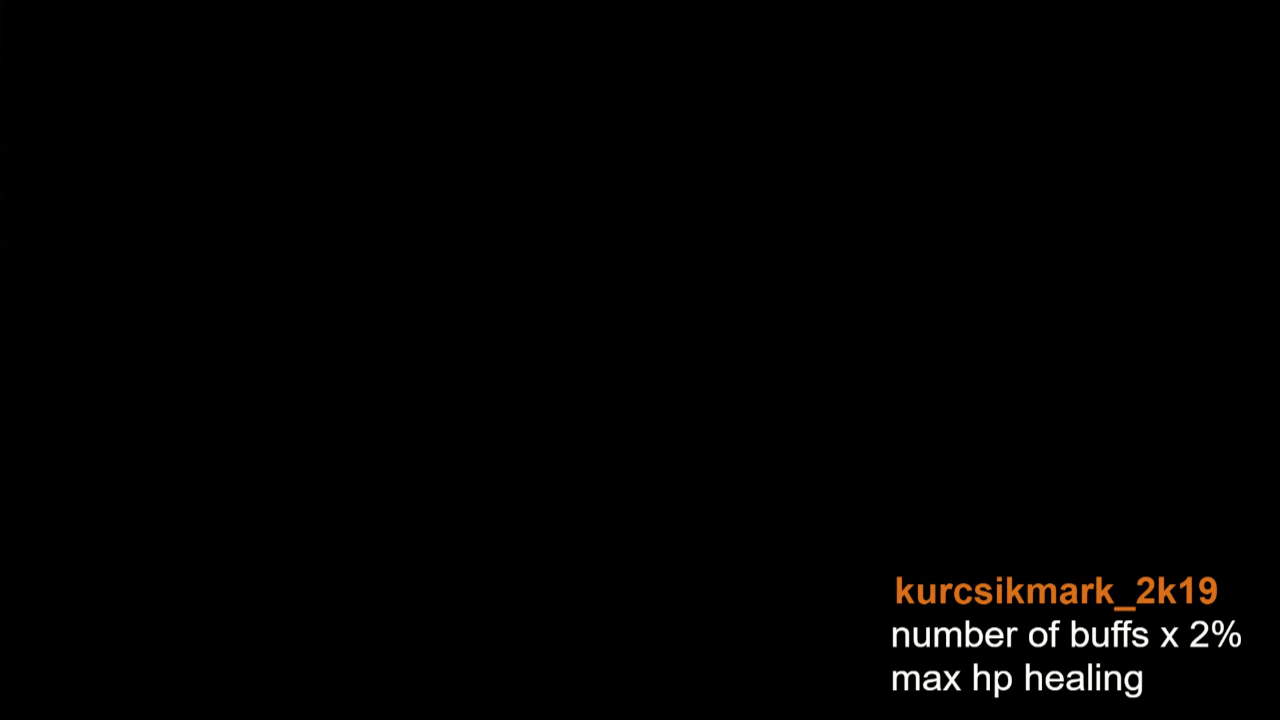 kurcsikmark_2k19
number of buffs x 2%
max hp healing